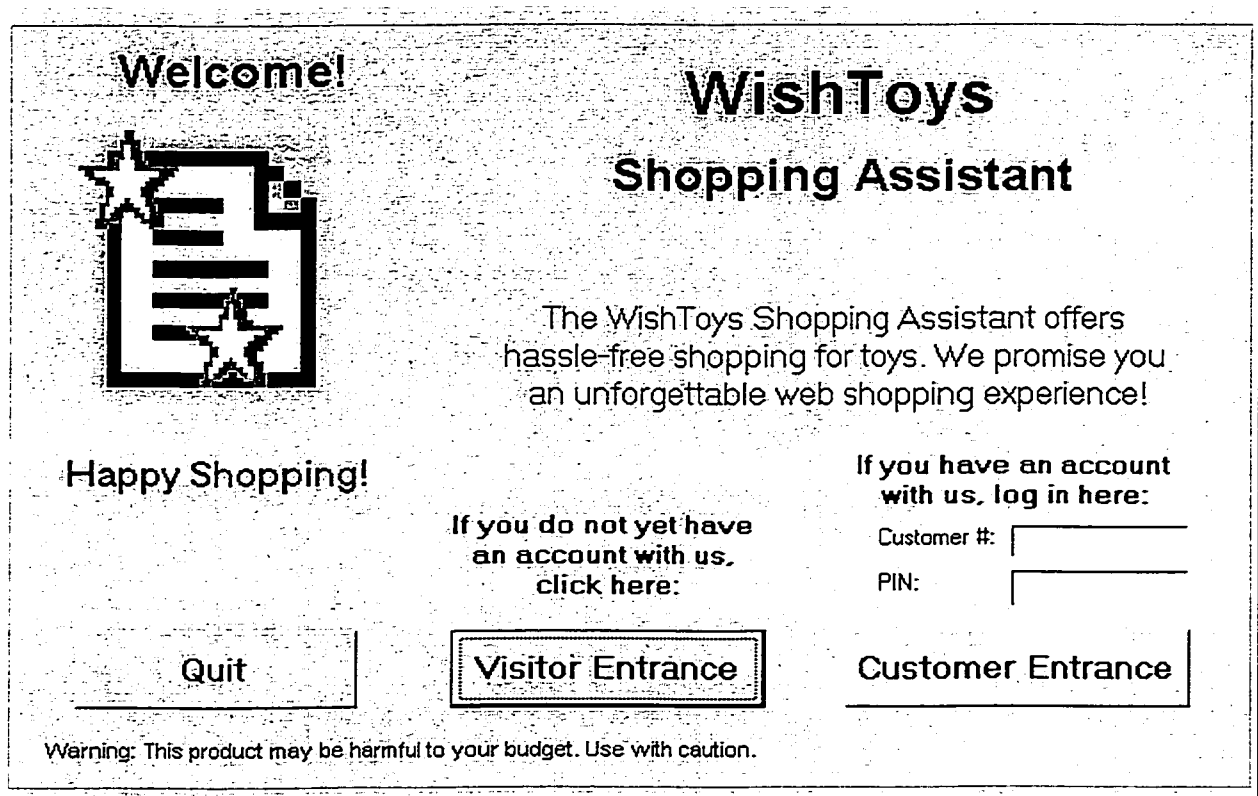 Welcome!
WishToys
Shopping Assistant
The WishToys Shopping Assistant offers
hassle-free shopping for toys. We promise you
an unforgettable web shopping experience!
Happy Shopping!
If you do not yet have
an account with us,
click here:
If you have an account
with us, log in here:
Customer #:
PIN:
Quit
Visitor Entrance
Customer Entrance
Warning: This product may be harmful to your budget. Use with caution.